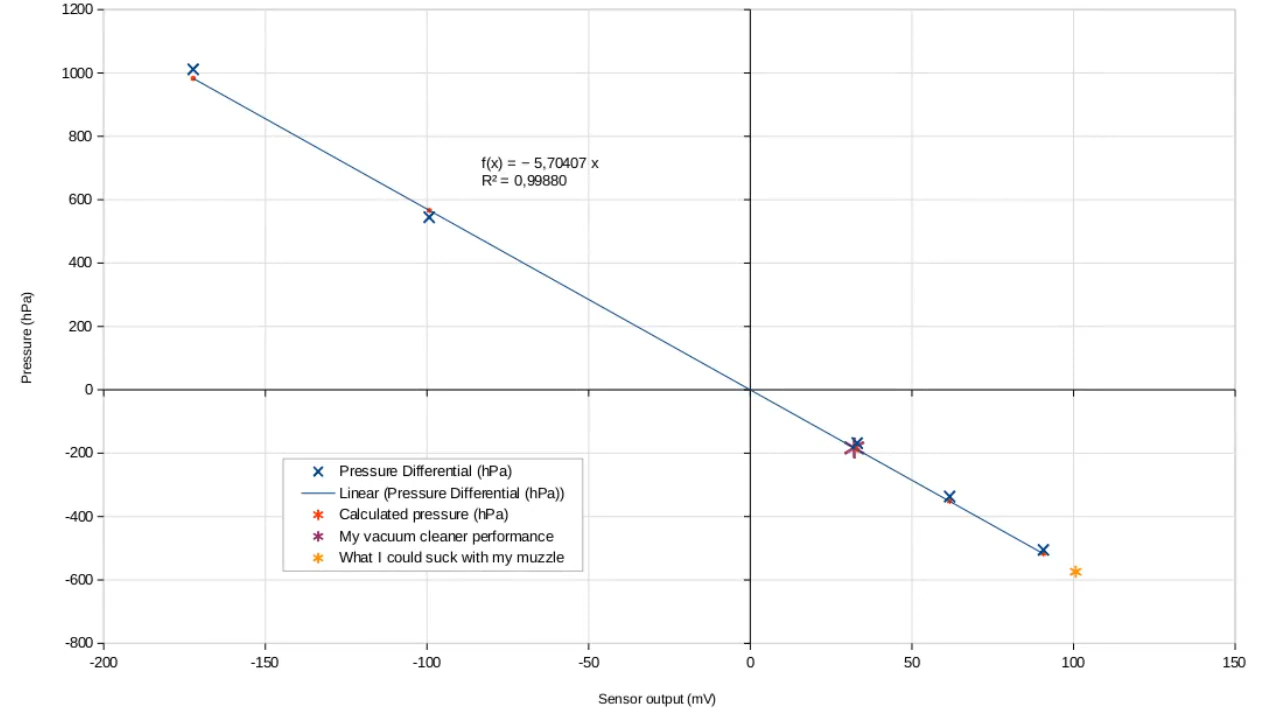 1200
1000
800
600
400
200
0
-200
-400
-600
-800
Pressure (hPa)
f(x) = − 5,70407 x
R² = 0,99880
Pressure Differential (hPa)
Linear (Pressure Differential (hPa))
Calculated pressure (hPa)
My vacuum cleaner performance
What I could suck with my muzzle
-200 -150 -100 -50 0 50 100 150
Sensor output (mV)